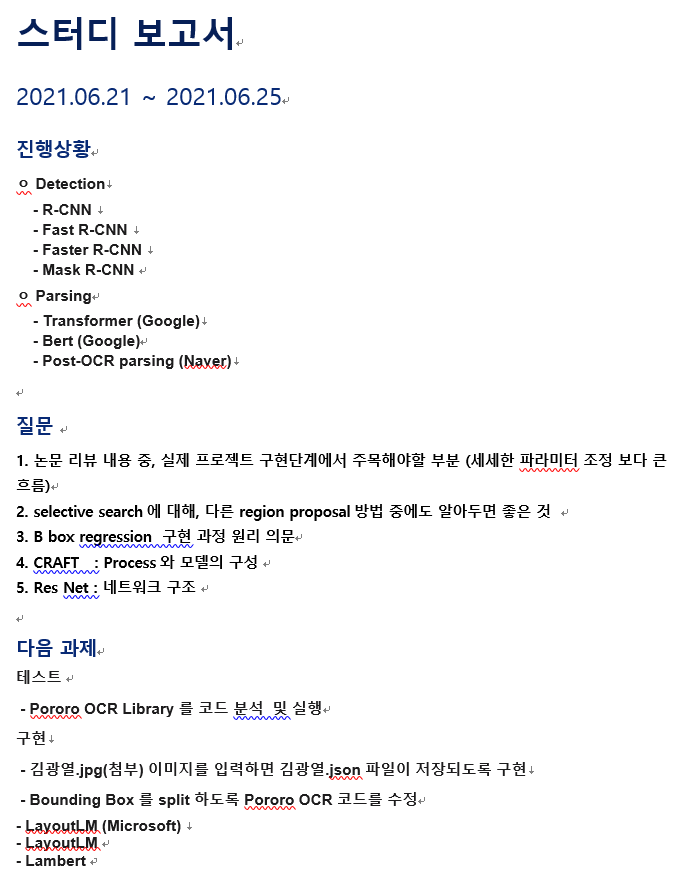 스터디 보고서
2021.06.21 ~ 2021.06.25
진행상황
ㅇ Detection
- R-CNN
- Fast R-CNN
- Faster R-CNN
- Mask R-CNN
ㅇ Parsing
- Transformer (Google)
- Bert (Google)
- Post-OCR parsing (Naver)
질문
1. 논문 리뷰 내용 중, 실제 프로젝트 구현단계에서 주목해야할 부분 (세세한 파라미터 조정 보다 큰
흐름)
2. selective search 에 대해, 다른 region proposal 방법 중에도 알아두면 좋은 것
3. B box regression 구현 과정 원리 의문
4. CRAFT : Process 와 모델의 구성
5. Res Net : 네트워크 구조
다음 과제
테스트
- Pororo OCR Library 를 코드 분석 및 실행
구현
- 김광열.jpg(첨부) 이미지를 입력하면 김광열.json 파일이 저장되도록 구현
- Bounding Box 를 split 하도록 Pororo OCR 코드를 수정
- LayoutLM (Microsoft)
- LayoutLM
- Lambert